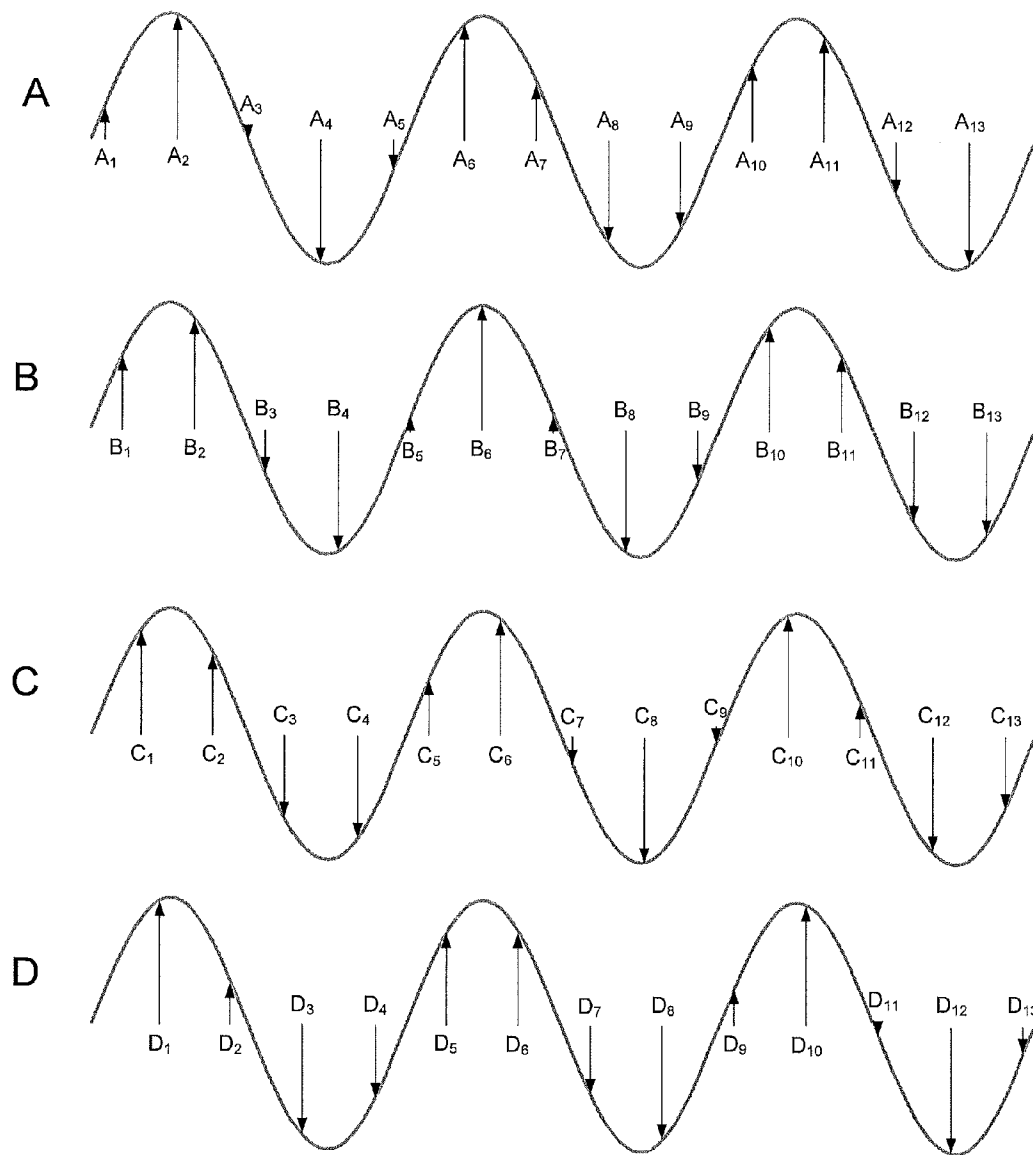 A
A3 A4 A5 A8 A9 A12 A13
A1 A2 A6 A7 A10 A11
B
B3 B4 B8 B9 B12 B13
B1 B2 B5 B6 B7 B10 B11
C
C3 C4 C7 C8 C9 C12 C13
C1 C2 C5 C6 C10 C11
D
D3 D4 D7 D8 D11 D12 D13
D1 D2 D5 D6 D9 D10